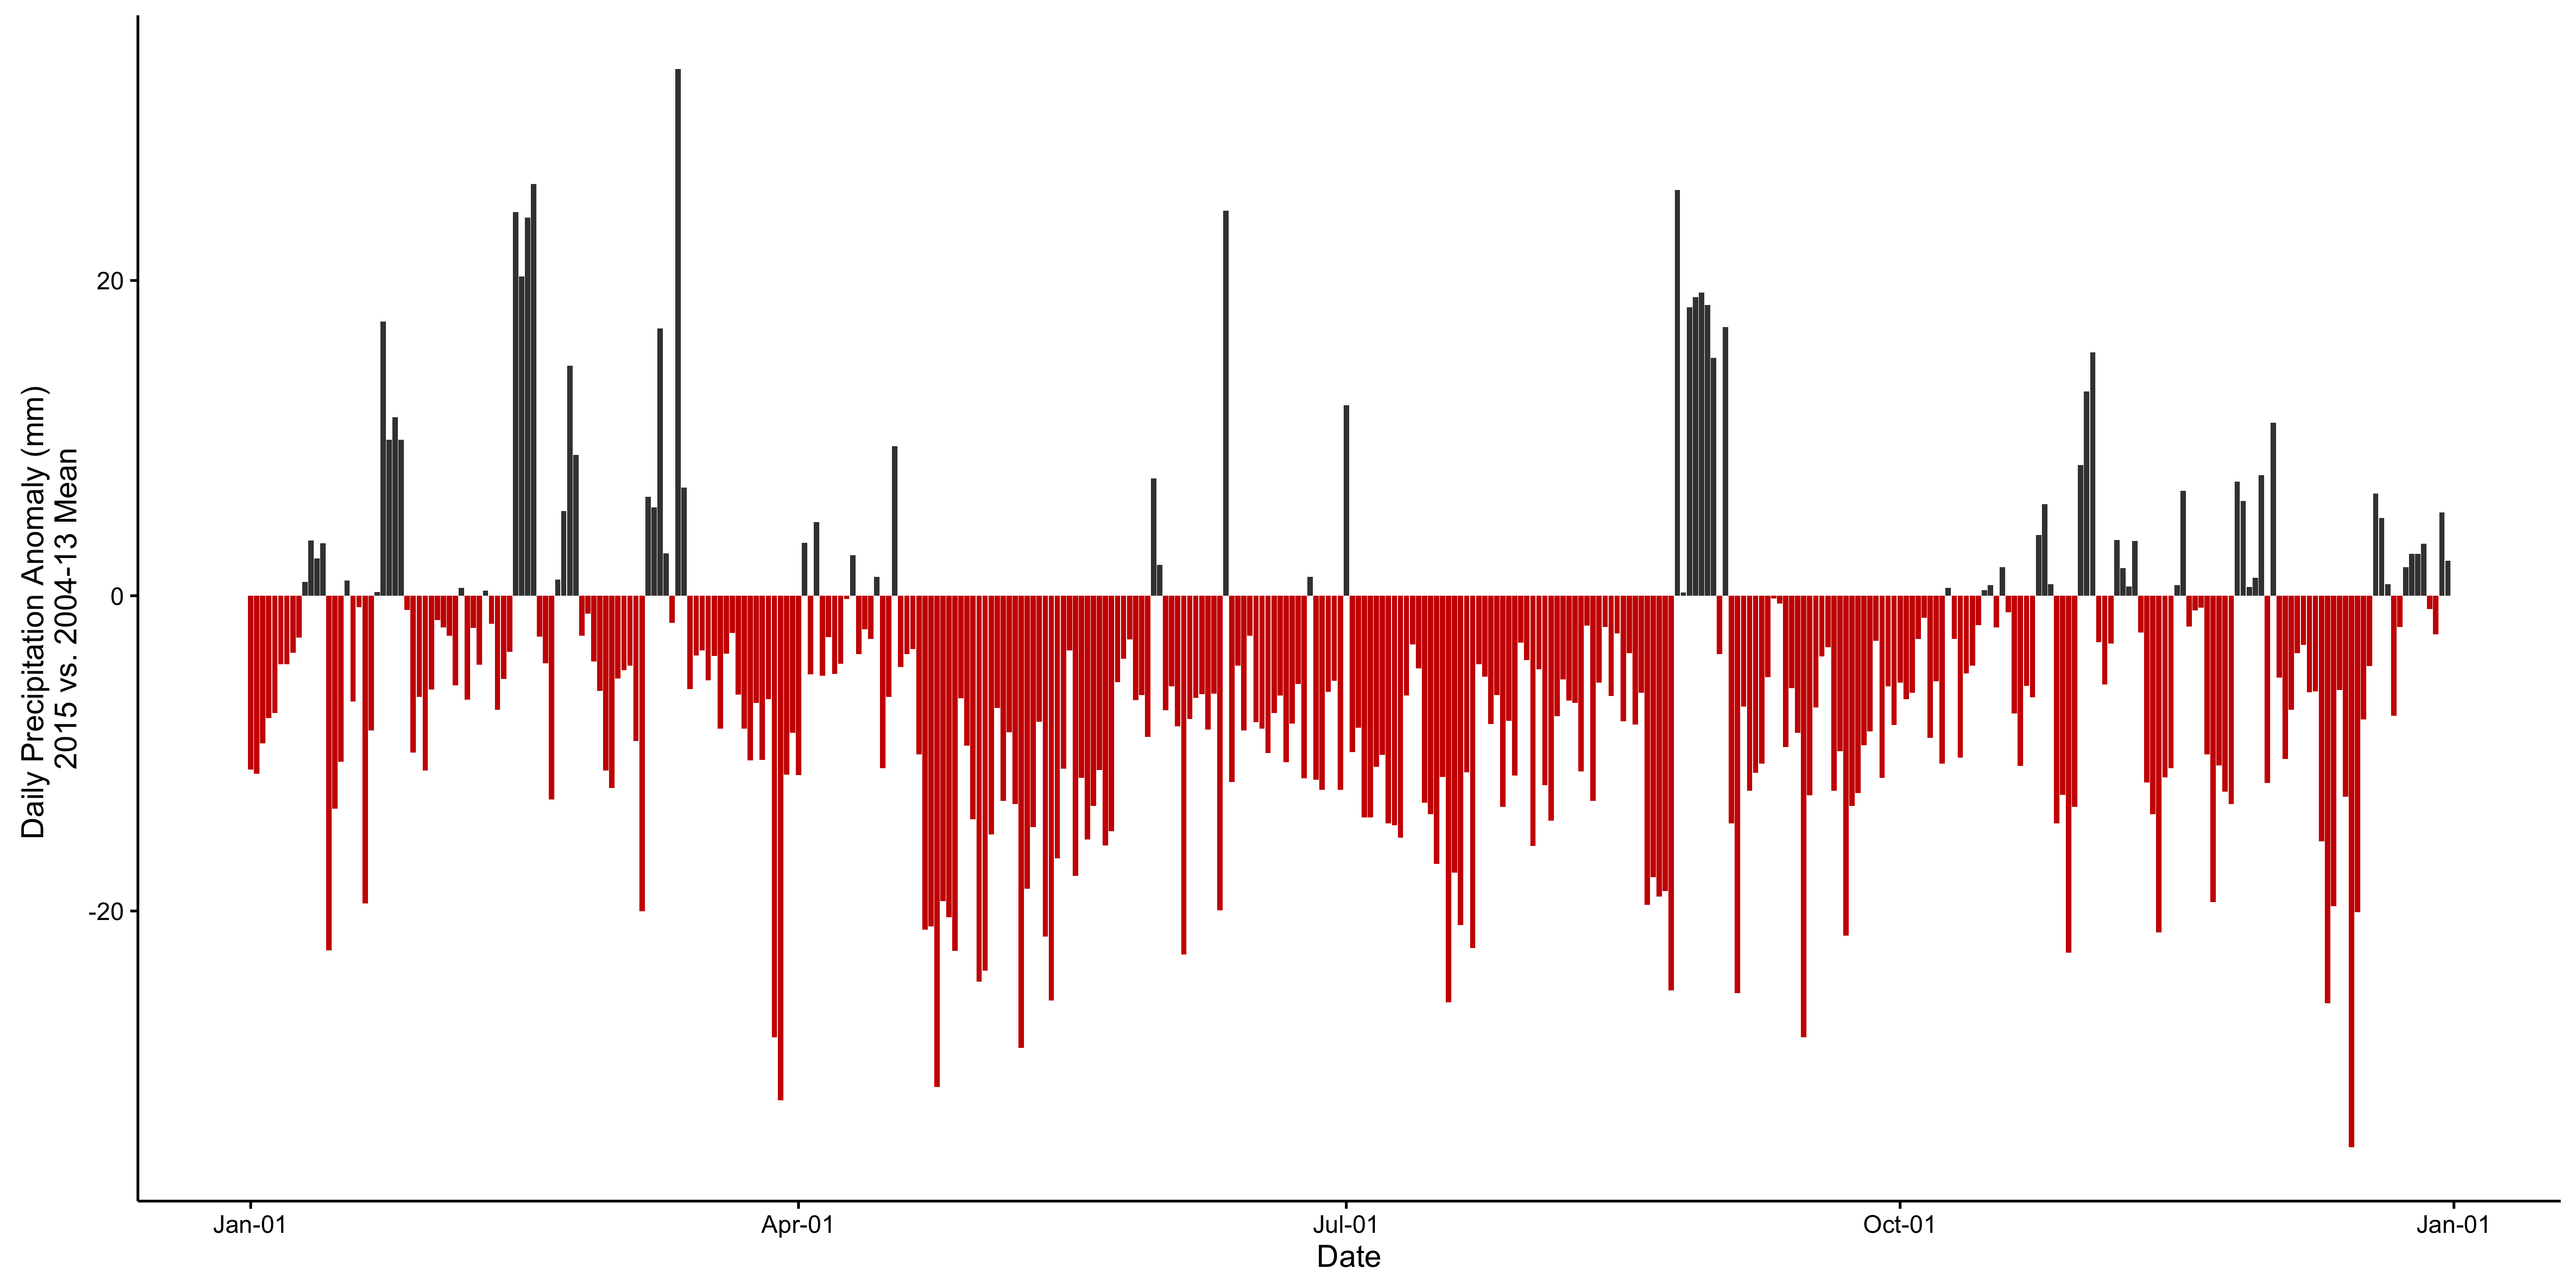 Daily Precipitation Anomaly (mm)
2015 vs. 2004-13 Mean
20
0
-20
Jan-01
Apr-01
Jul-01
Oct-01
Jan-01
Date